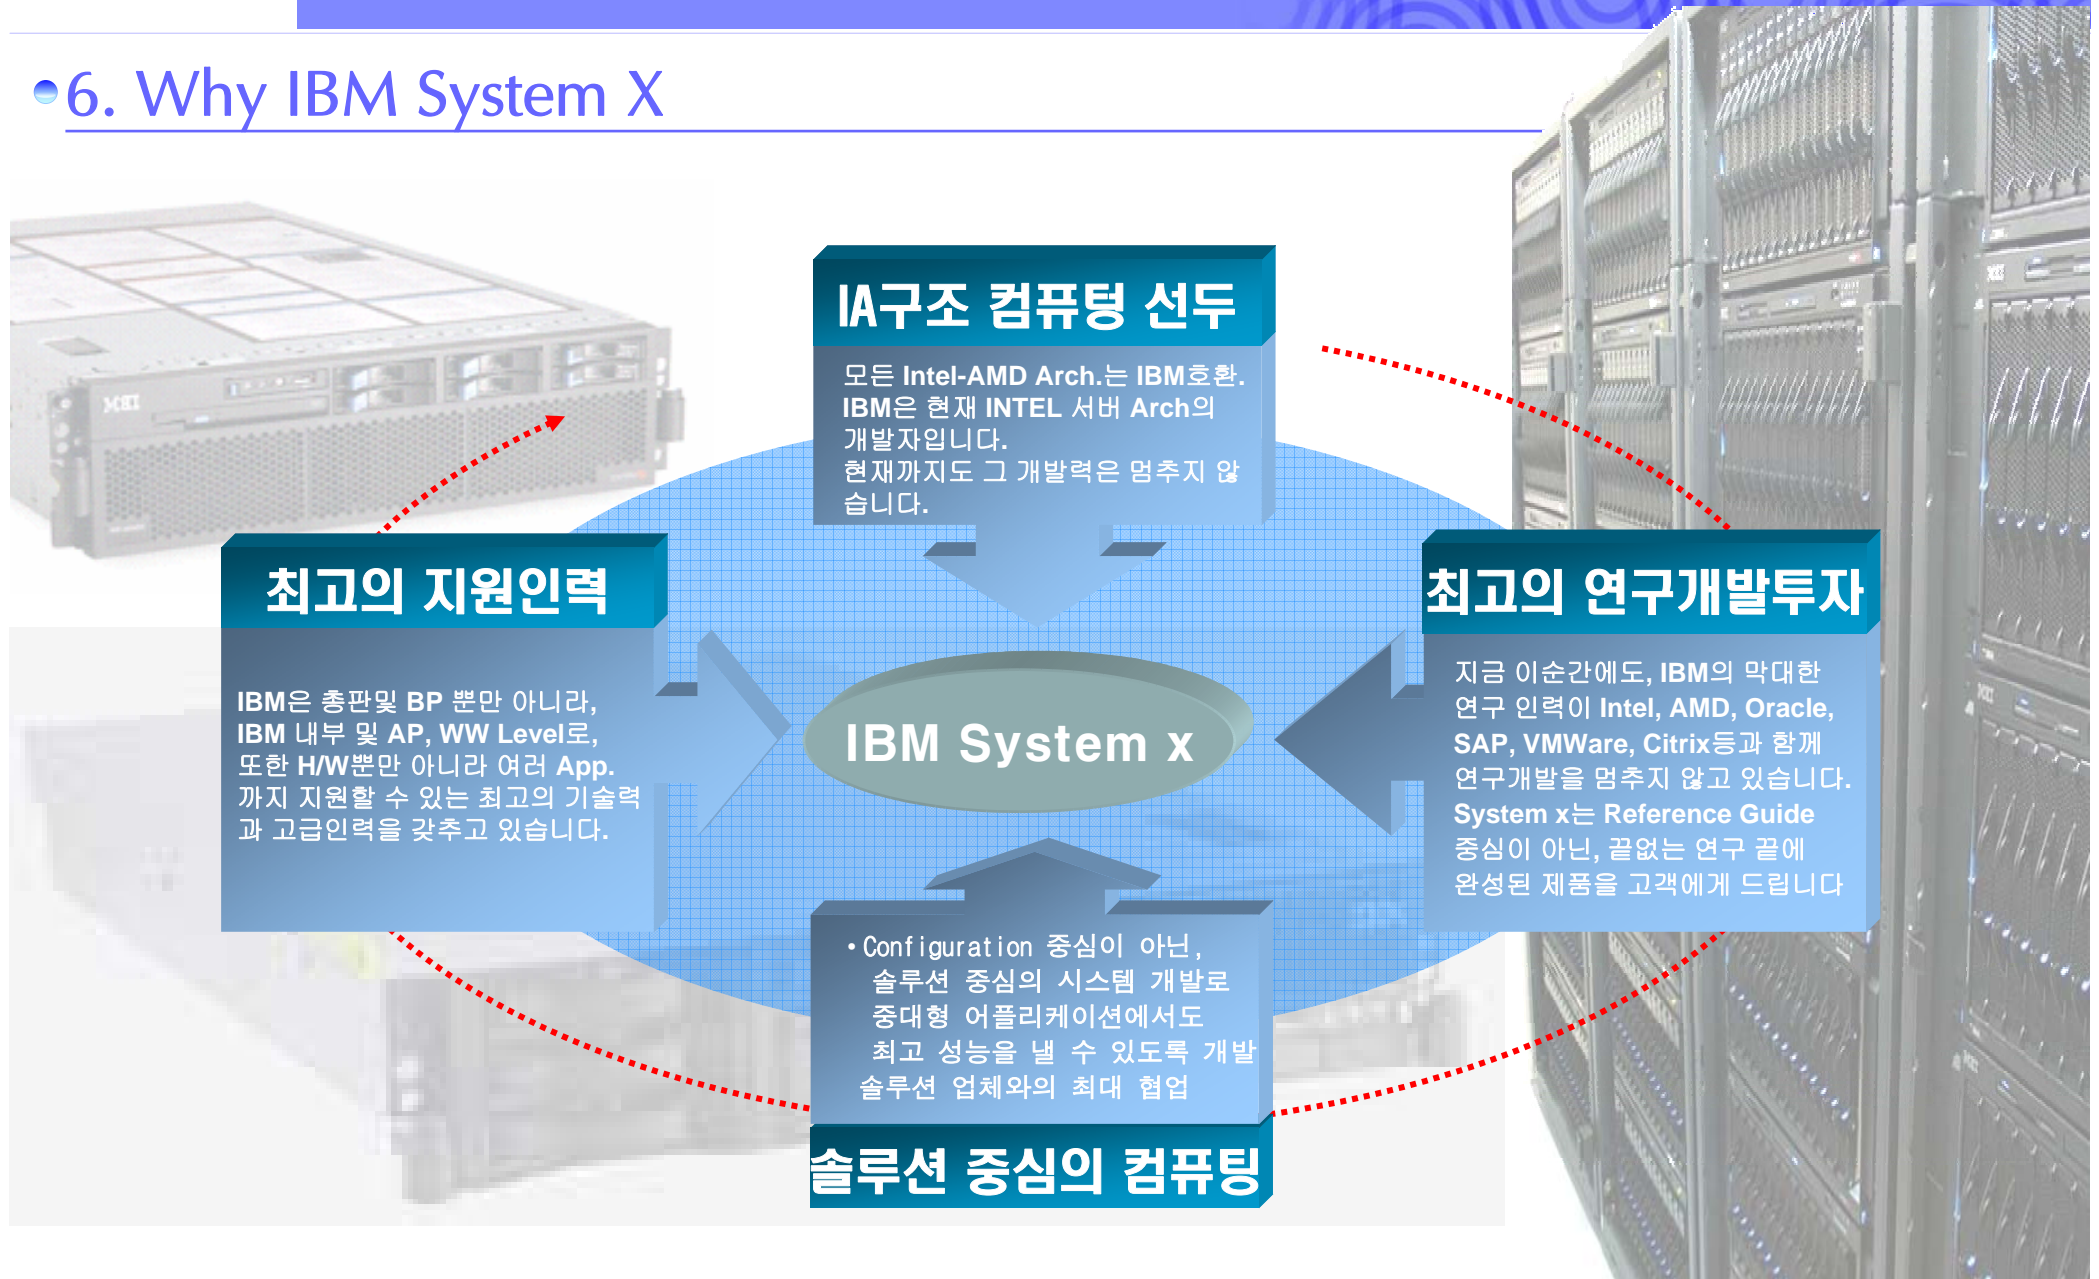 6. Why IBM System X
IA구조 컴퓨텅 선두
모든 Intel-AMD Arch.는 IBM호환.
IBM은 현재 INTEL 서버 Arch의
개발자입니다.
현재까지도 그 개발력은 멈추지 않
습니다.
최고의 지원인력
IBM은 총판및 BP 뿐만 아니라,
IBM 내부 및 AP, WW Level로,
또한 H/W뿐만 아니라 여러 App.
까지 지원할 수 있는 최고의 기술력
과 고급인력을 갖추고 있습니다.
최고의 연구개발투자
지금 이순간에도, IBM의 막대한
연구 인력이 Intel, AMD, Oracle,
SAP, VMWare, Citrix등과 함께
연구개발을 멈추지 않고 있습니다.
System x는 Reference Guide
중심이 아닌, 끝없는 연구 끝에
완성된 제품을 고객에게 드립니다
IBM System x
•Configuration 중심이 아닌,
솔루션 중심의 시스템 개발로
중대형 어플리케이션에서도
최고 성능을 낼 수 있도록 개발
솔루션 업체와의 최대 협업
솔루션 중심의 컴퓨팅
IBM